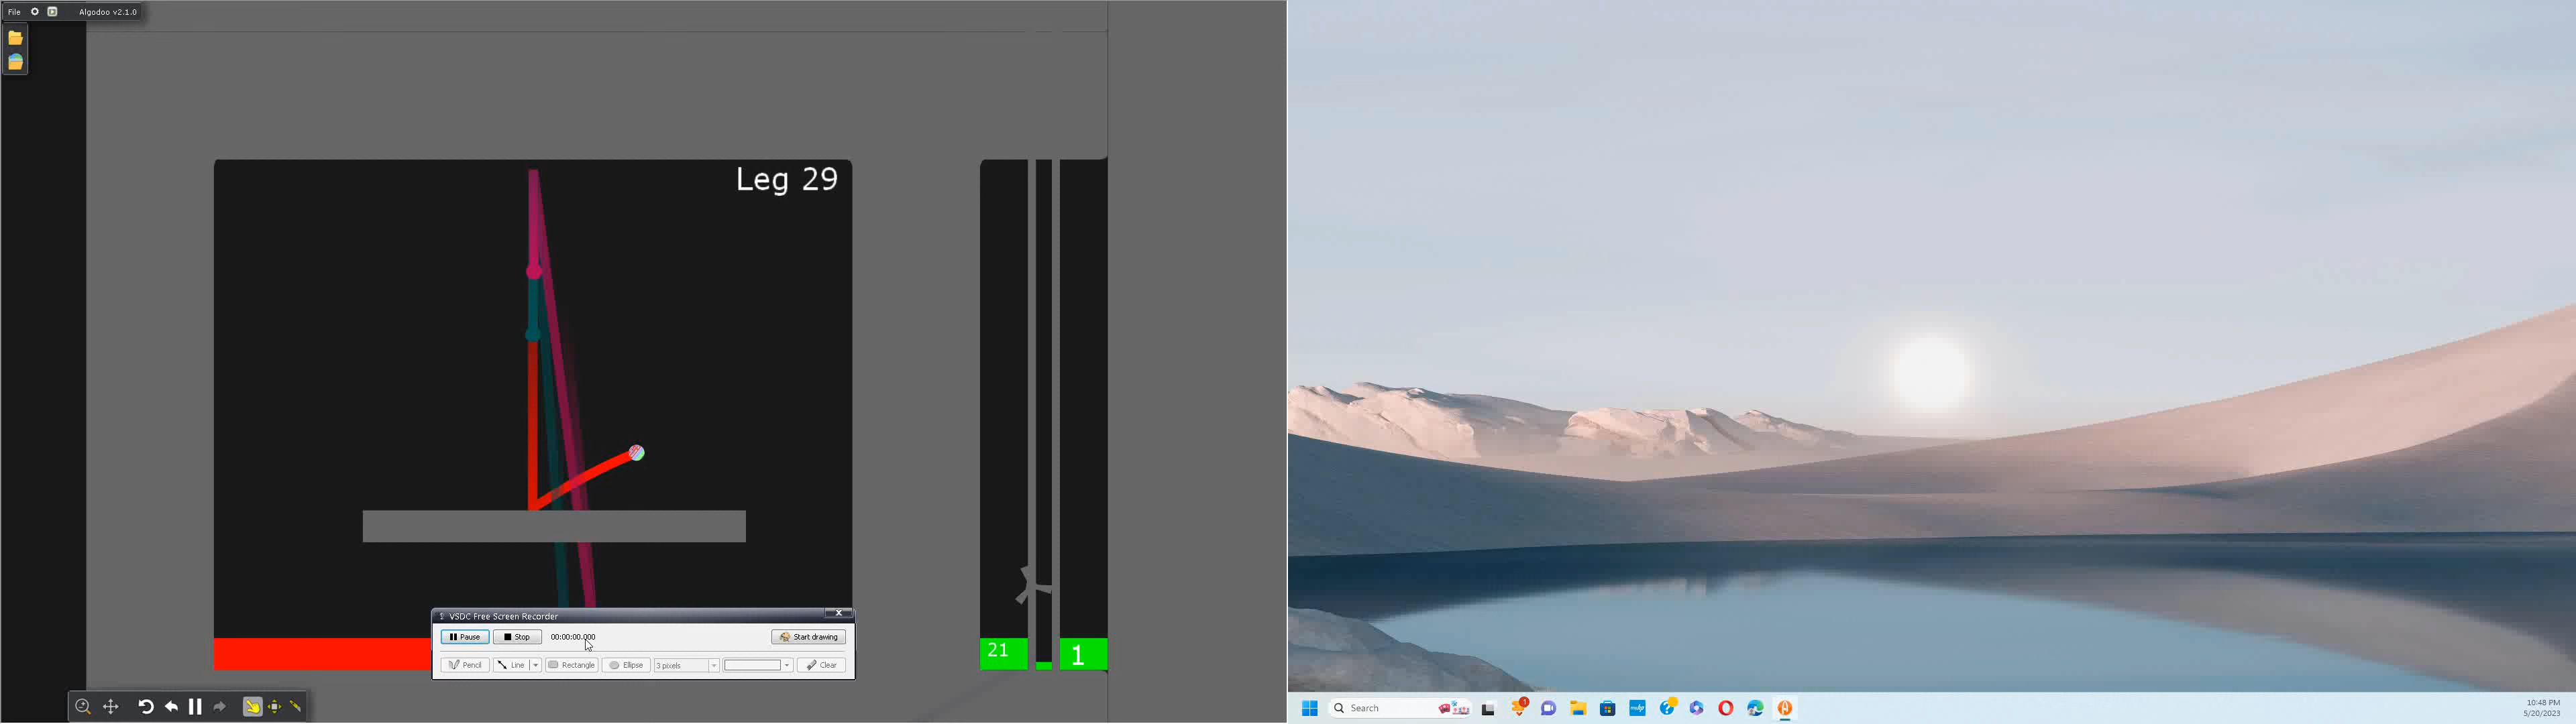 File
Algodoo v2.1.0
Leg 29
VSDC Free Screen Recorder
Pause
Stop
00:00:00.000
Start drawing
Pencil
Line
Rectangle
Ellipse
3 pixels
Clear
21
1
Search
1
10:48 PM
5/20/2023